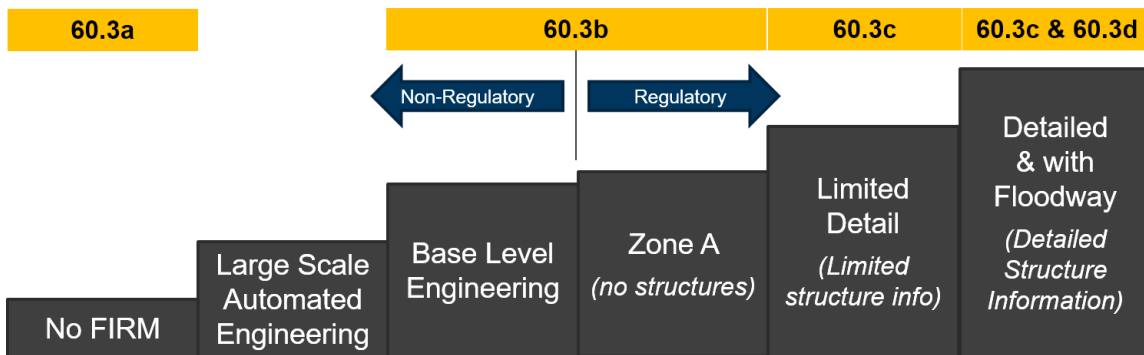 60.3a
60.3b
60.3c
60.3c & 60.3d
Non-Regulatory
Regulatory
No FIRM
Large Scale
Automated
Engineering
Base Level
Engineering
Zone A
(no structures)
Limited
Detail
(Limited
structure info)
Detailed
& with
Floodway
(Detailed
Structure
Information)